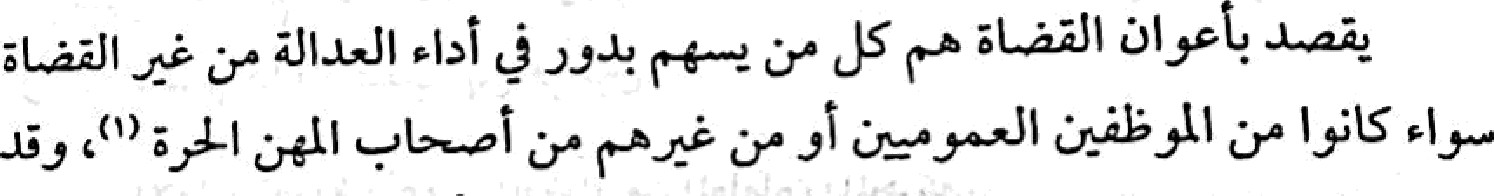 يقصد بأعوان القضاة هم كل من يسهم بدور في أداء العدالة من غير القضاة
سواء كانوا من الموظفين العموميين أو من غيرهم من أصحاب المهن الحرة (١)، وقد